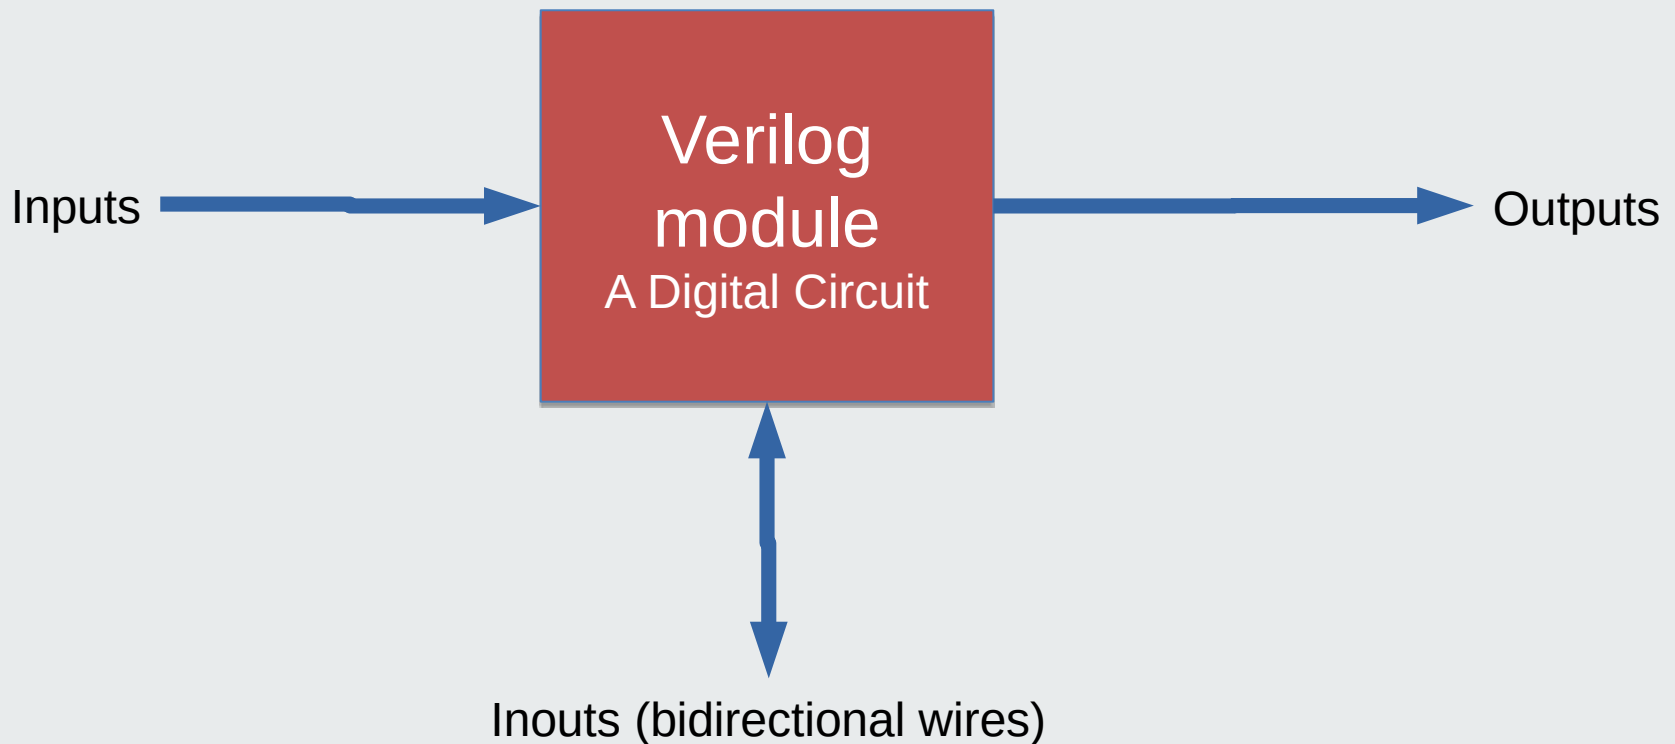 Verilog
module
A Digital Circuit
Inputs
Outputs
Inouts (bidirectional wires)